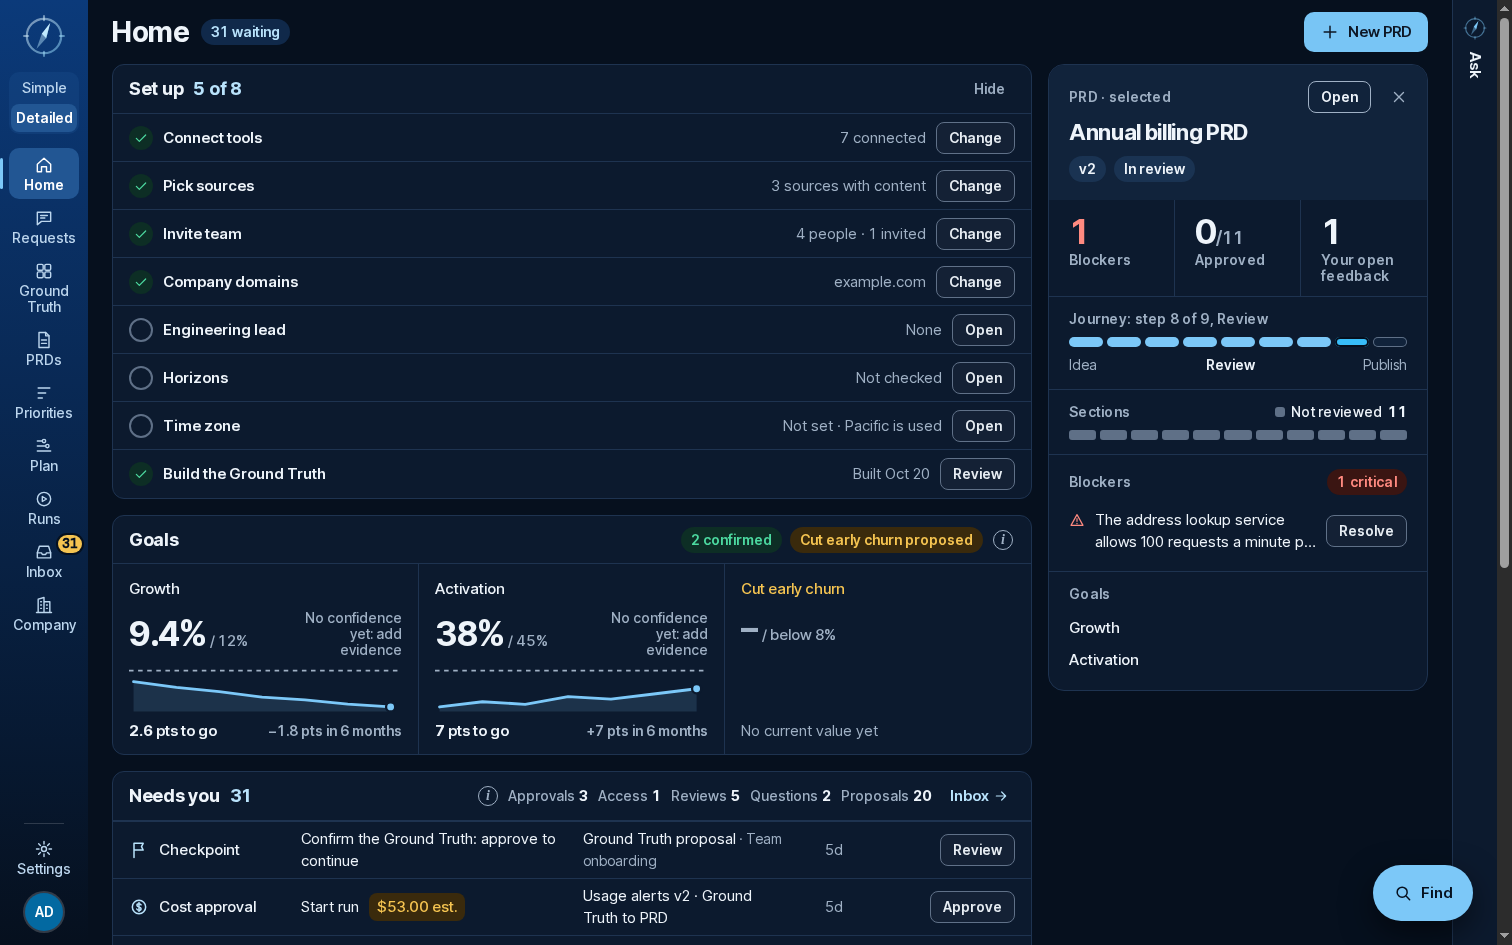 Home
31 waiting
New PRD
Simple
Detailed
Home
Requests
Ground
Truth
PRDs
Priorities
Plan
Runs
31
Inbox
Company
Settings
AD
Set up 5 of 8
Hide
Connect tools
7 connected
Change
Pick sources
3 sources with content
Change
Invite team
4 people · 1 invited
Change
Company domains
example.com
Change
Engineering lead
None
Open
Horizons
Not checked
Open
Time zone
Not set · Pacific is used
Open
Build the Ground Truth
Built Oct 20
Review
Goals
2 confirmed
Cut early churn proposed
i
Growth
9.4% / 12%
No confidence
yet: add
evidence
2.6 pts to go
−1.8 pts in 6 months
Activation
38% / 45%
No confidence
yet: add
evidence
7 pts to go
+7 pts in 6 months
Cut early churn
– / below 8%
No current value yet
Needs you 31
i
Approvals 3
Access 1
Reviews 5
Questions 2
Proposals 20
Inbox →
Checkpoint
Confirm the Ground Truth: approve to
continue
Ground Truth proposal · Team
onboarding
5d
Review
Cost approval
Start run
$53.00 est.
Usage alerts v2 · Ground
Truth to PRD
5d
Approve
PRD · selected
Open
Annual billing PRD
v2
In review
1
Blockers
0/11
Approved
1
Your open
feedback
Journey: step 8 of 9, Review
Idea
Review
Publish
Sections
Not reviewed 11
Blockers
1 critical
The address lookup service
allows 100 requests a minute p...
Resolve
Goals
Growth
Activation
Ask
Find